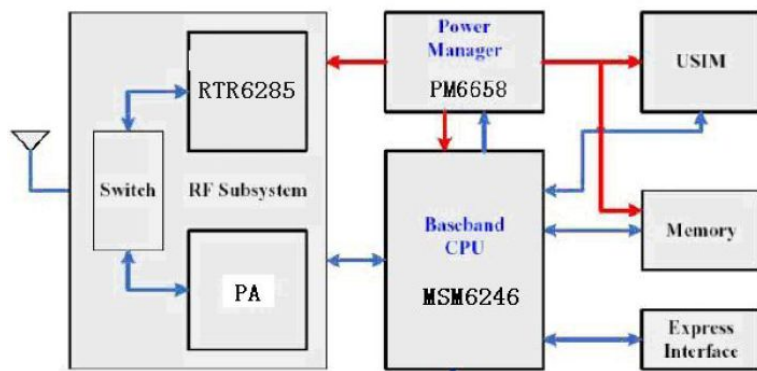 RTR6285
Switch
RF Subsystem
PA
Power
Manager
PM6658
Baseband
CPU
MSM6246
USIM
Memory
Express
Interface